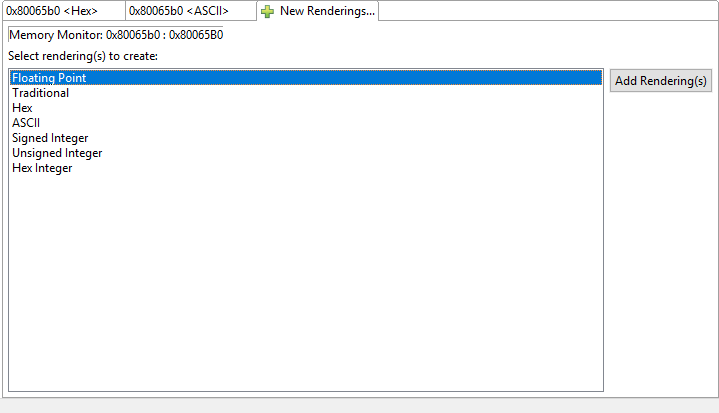 0x80065b0 <Hex>
0x80065b0 <ASCII>
New Renderings...
Memory Monitor: 0x80065b0 : 0x80065B0
Select rendering(s) to create:
Floating Point
Traditional
Hex
ASCII
Signed Integer
Unsigned Integer
Hex Integer
Add Rendering(s)